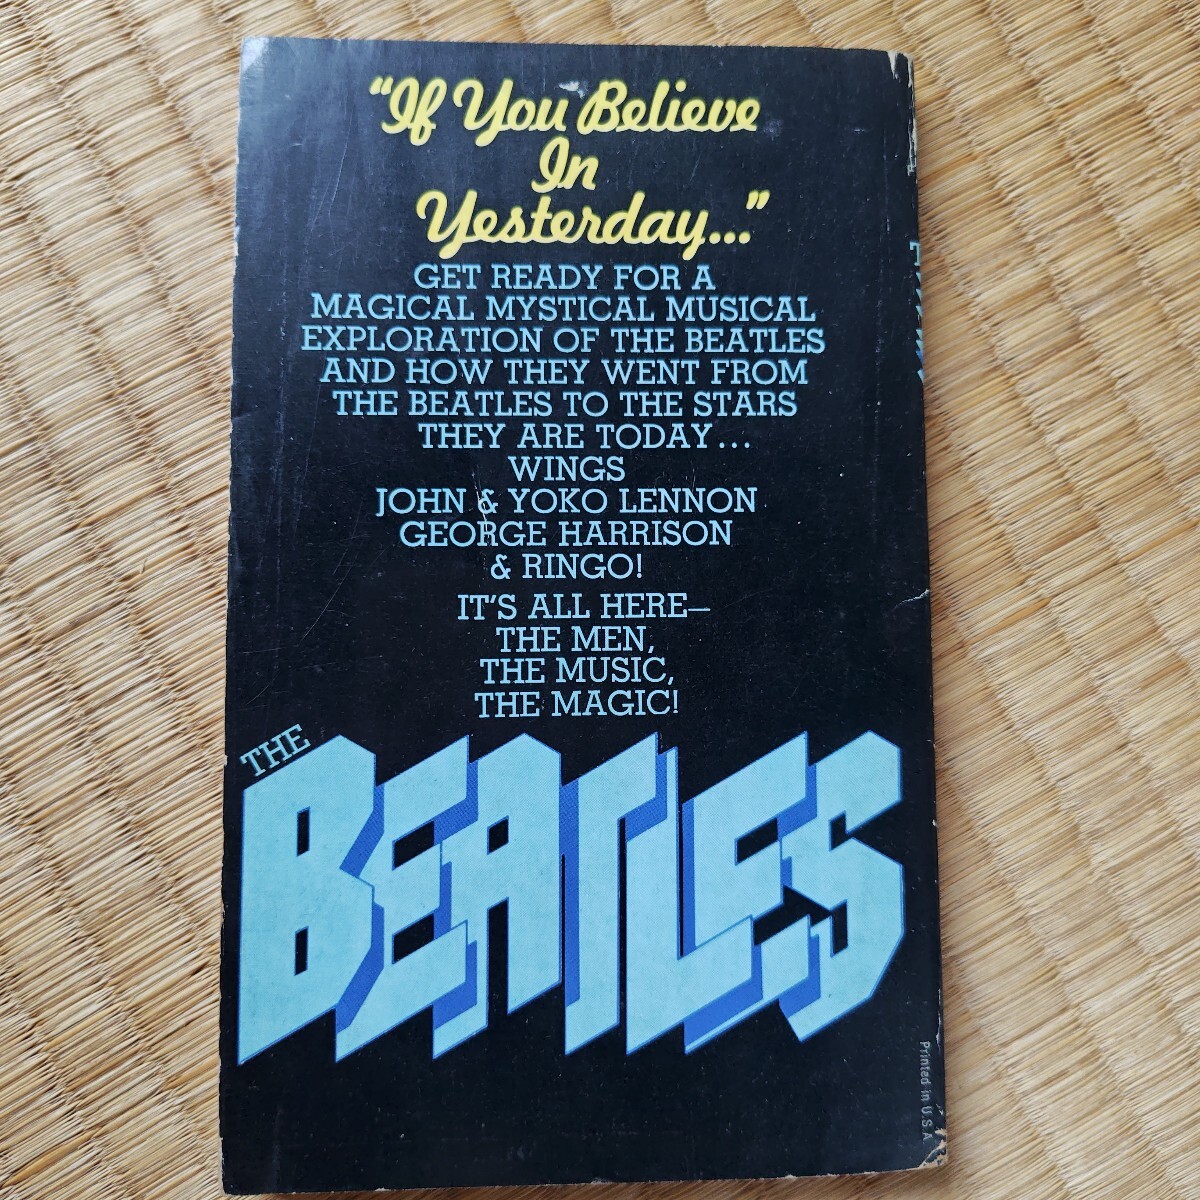 "If You Believe
In
Yesterday..."
GET READY FOR A
MAGICAL MYSTICAL MUSICAL
EXPLORATION OF THE BEATLES
AND HOW THEY WENT FROM
THE BEATLES TO THE STARS
THEY ARE TODAY...
WINGS
JOHN & YOKO LENNON
GEORGE HARRISON
& RINGO!
IT'S ALL HERE—
THE MEN,
THE MUSIC,
THE MAGIC!
THE
BEATLES
Printed in U.S.A